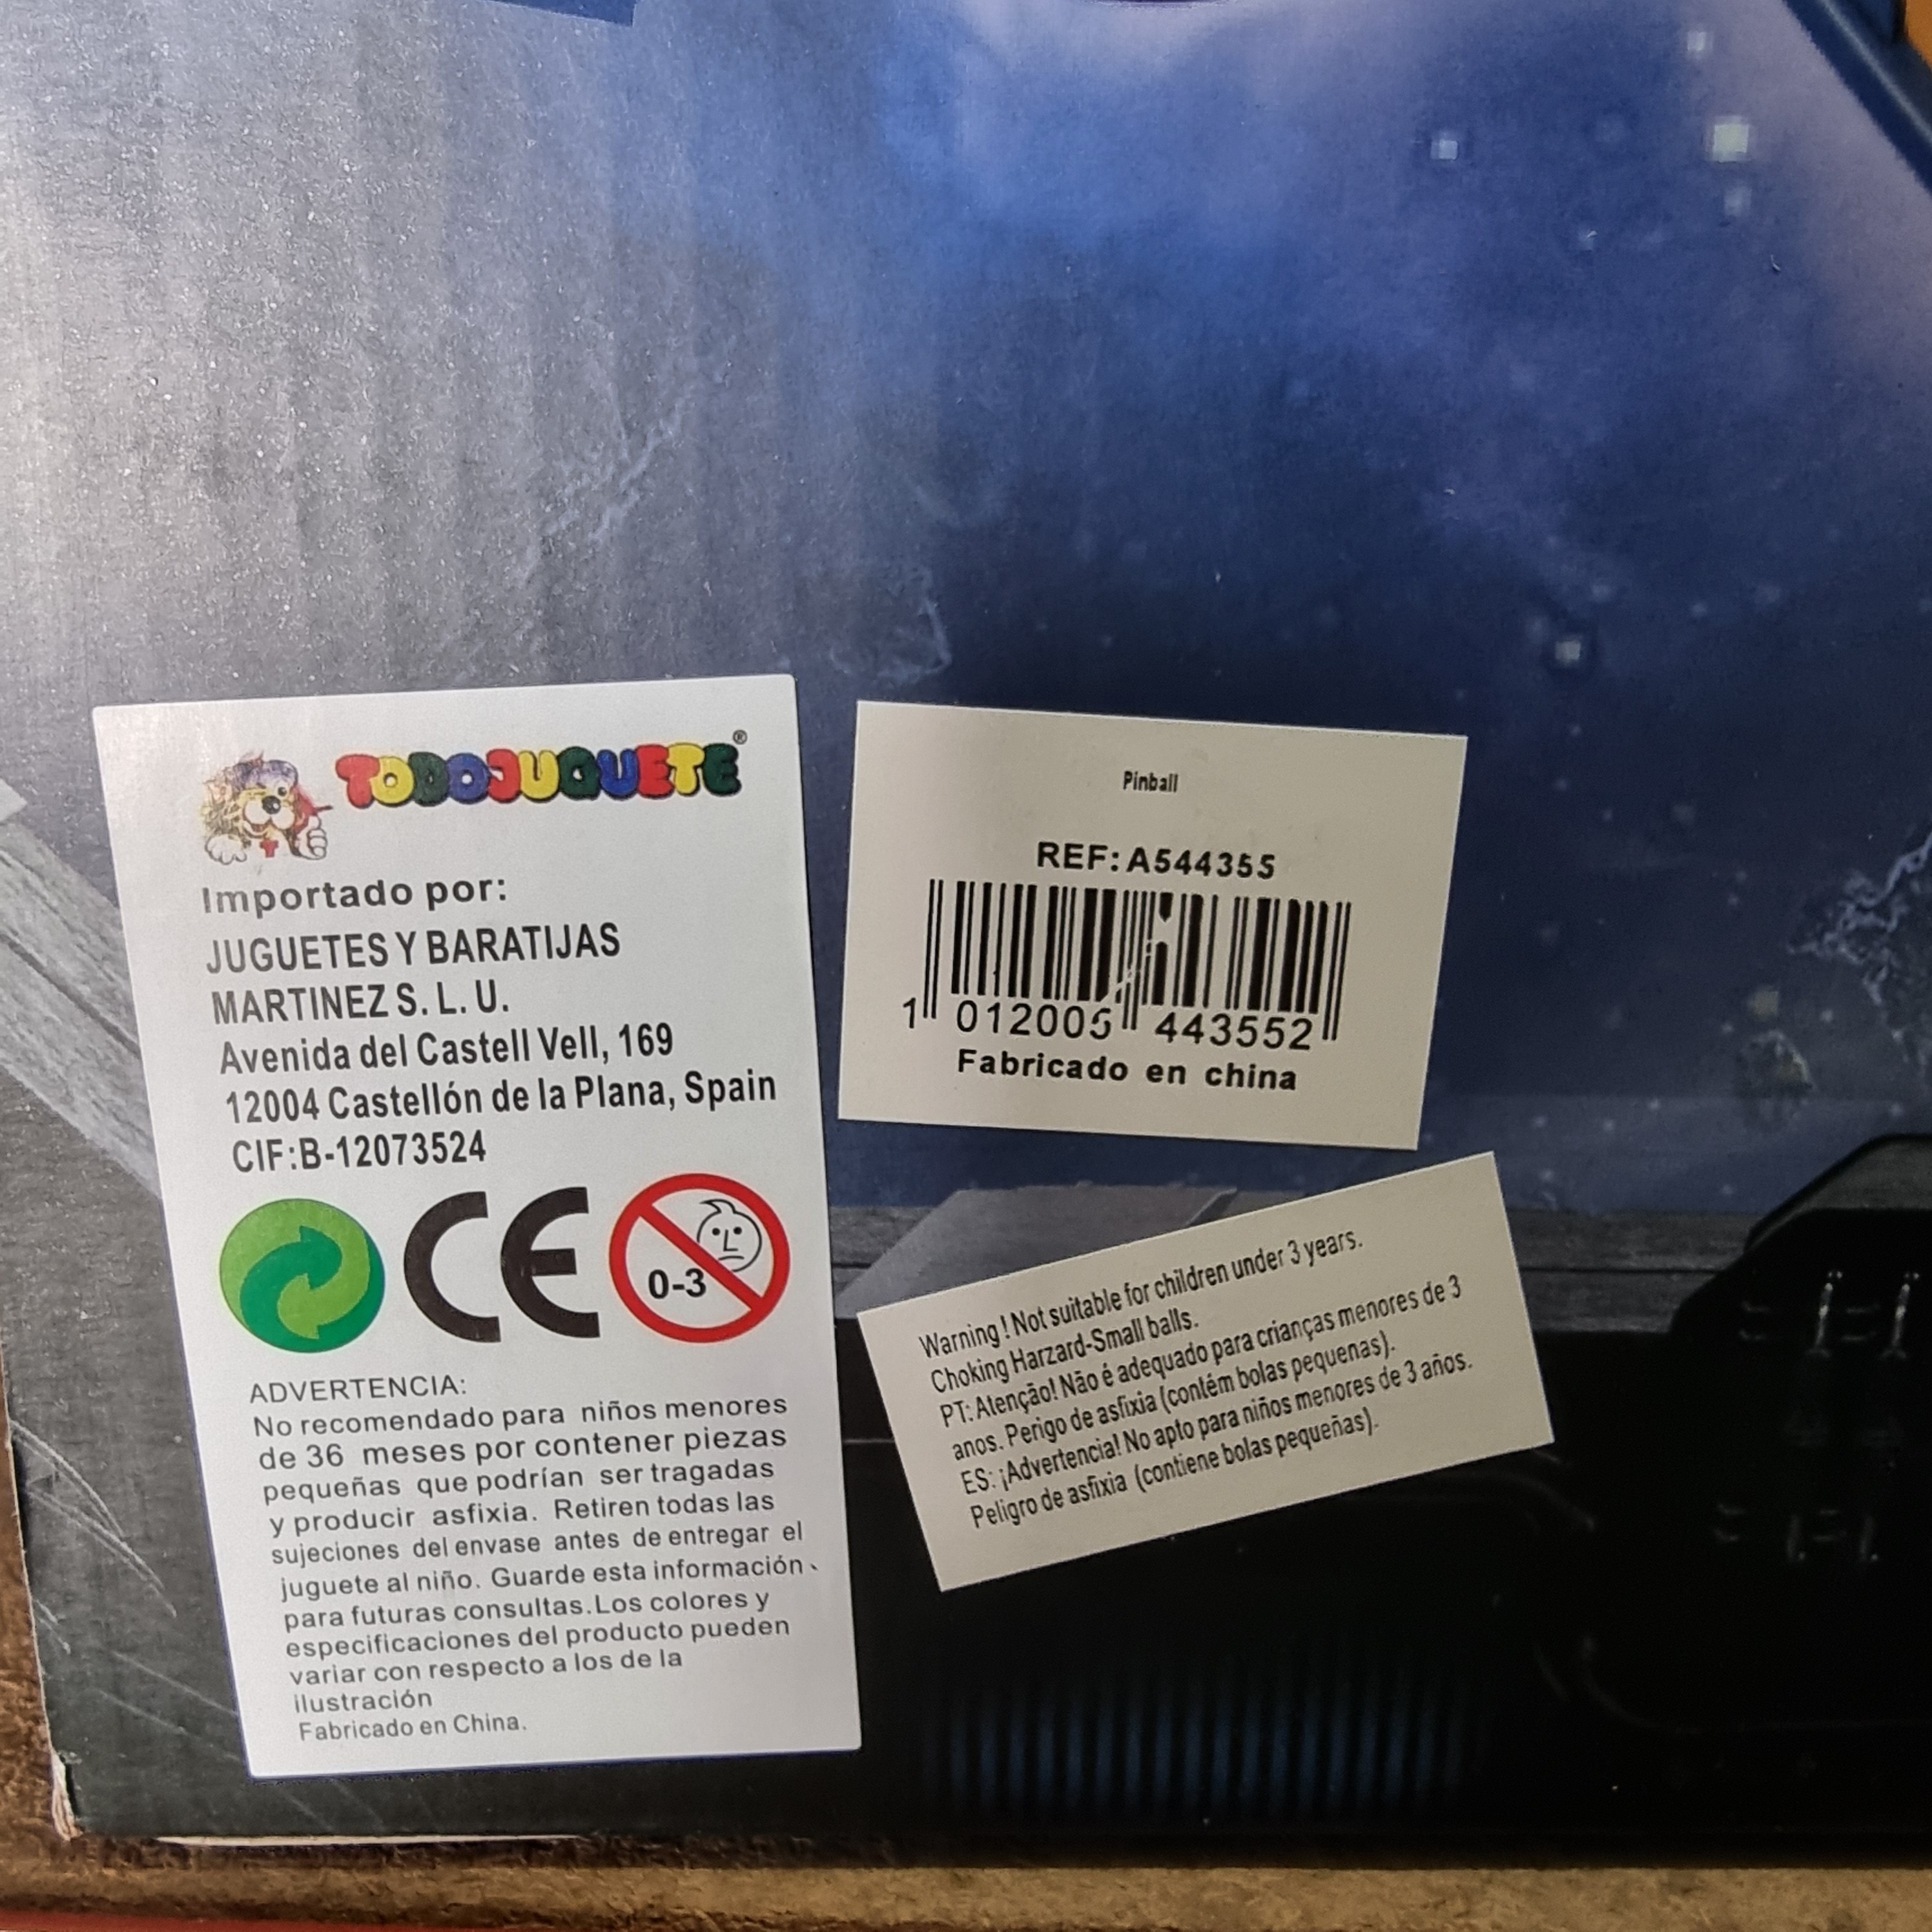 TODOJUGUETE®
Importado por:
JUGUETES Y BARATIJAS
MARTINEZ S. L. U.
Avenida del Castell Vell, 169
12004 Castellón de la Plana, Spain
CIF:B-12073524
CE
0-3
ADVERTENCIA:
No recomendado para niños menores
de 36 meses por contener piezas
pequeñas que podrían ser tragadas
y producir asfixia. Retiren todas las
sujeciones del envase antes de entregar el
juguete al niño. Guarde esta información、
para futuras consultas.Los colores y
especificaciones del producto pueden
variar con respecto a los de la
ilustración
Fabricado en China.
Pinball
REF:A544355
1 012005 443552
Fabricado en china
Warning! Not suitable for children under 3 years.
Choking Harzard-Small balls.
PT: Atenção! Não é adequado para crianças menores de 3
anos. Perigo de asfixia (contém bolas pequenas).
ES: ¡Advertencia! No apto para niños menores de 3 años.
Peligro de asfixia (contiene bolas pequeñas).